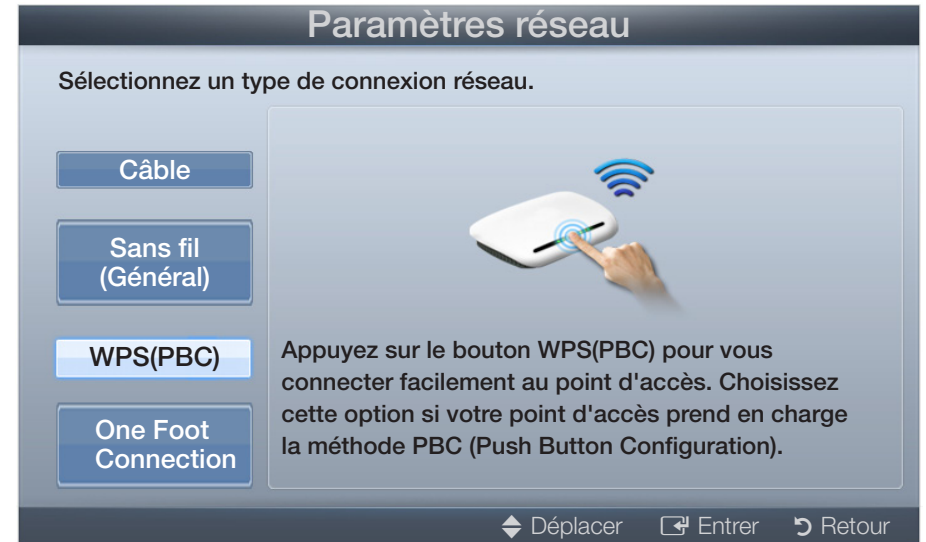 Paramètres réseau
Sélectionnez un type de connexion réseau.
Câble
Sans fil
(Général)
WPS(PBC)
One Foot
Connection
Appuyez sur le bouton WPS(PBC) pour vous
connecter facilement au point d'accès. Choisissez
cette option si votre point d'accès prend en charge
la méthode PBC (Push Button Configuration).
Déplacer Entrer Retour